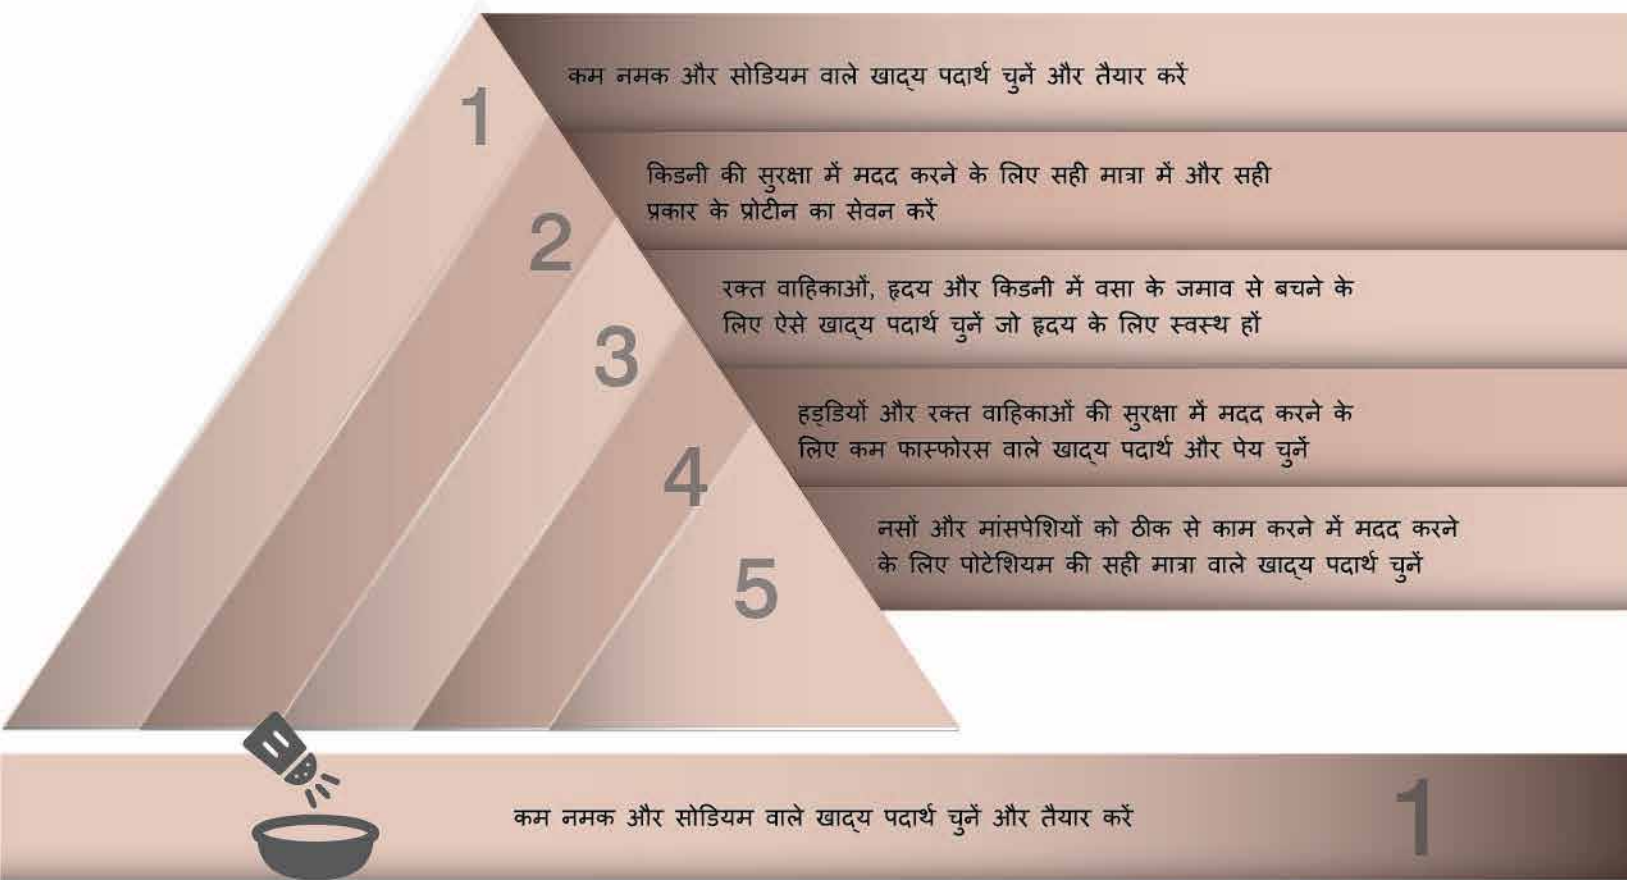 1
कम नमक और सोडियम वाले खाद्य पदार्थ चुनें और तैयार करें
2
किडनी की सुरक्षा में मदद करने के लिए सही मात्रा में और सही
प्रकार के प्रोटीन का सेवन करें
3
रक्त वाहिकाओं, हृदय और किडनी में वसा के जमाव से बचने के
लिए ऐसे खाद्य पदार्थ चुनें जो हृदय के लिए स्वस्थ हों
4
हड्डियों और रक्त वाहिकाओं की सुरक्षा में मदद करने के
लिए कम फास्फोरस वाले खाद्य पदार्थ और पेय चुनें
5
नसों और मांसपेशियों को ठीक से काम करने में मदद करने
के लिए पोटेशियम की सही मात्रा वाले खाद्य पदार्थ चुनें
कम नमक और सोडियम वाले खाद्य पदार्थ चुनें और तैयार करें
1